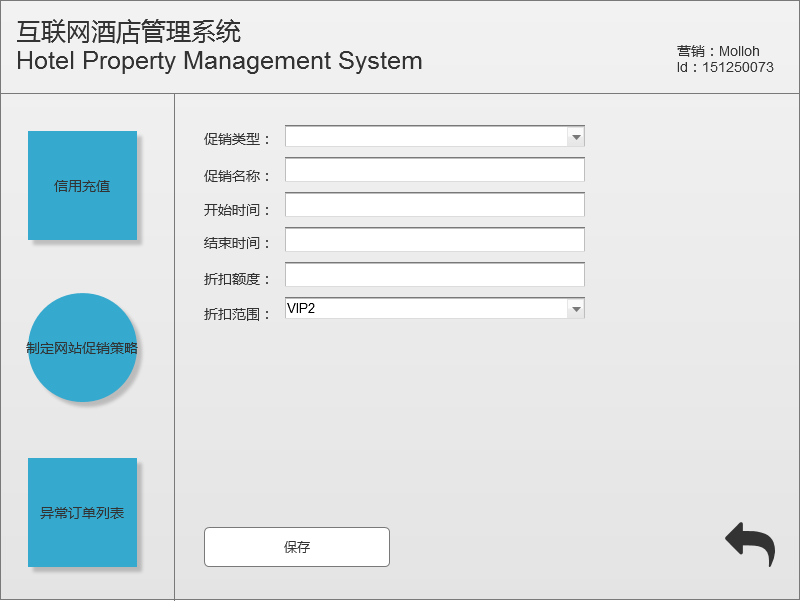 互联网酒店管理系统
Hotel Property Management System
营销：Molloh
Id：151250073
信用充值
制定网站促销策略
异常订单列表
促销类型：
促销名称：
开始时间：
结束时间：
折扣额度：
折扣范围： VIP2
保存